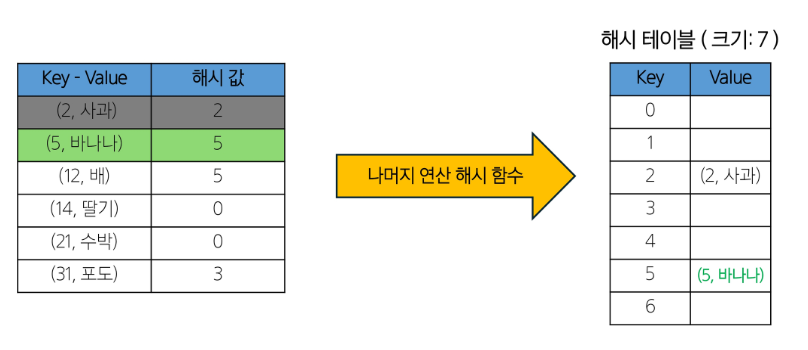 해시 테이블 ( 크기: 7 )
Key - Value 해시 값
(2, 사과) 2
(5, 바나나) 5
(12, 배) 5
(14, 딸기) 0
(21, 수박) 0
(31, 포도) 3
나머지 연산 해시 함수
Key Value
0
1
2 (2, 사과)
3
4
5 (5, 바나나)
6